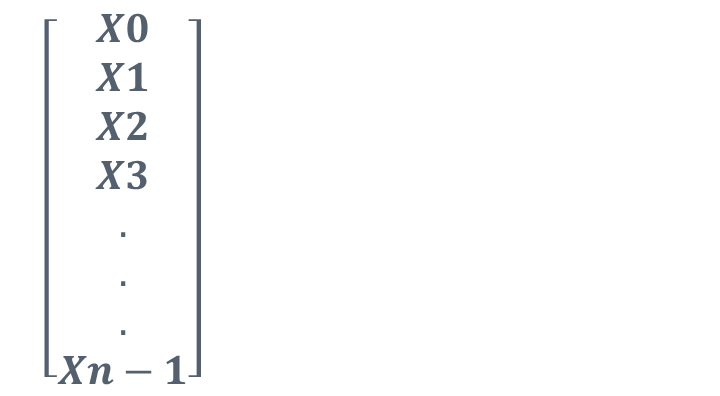 X0
X1
X2
X3
.
.
.
Xn − 1